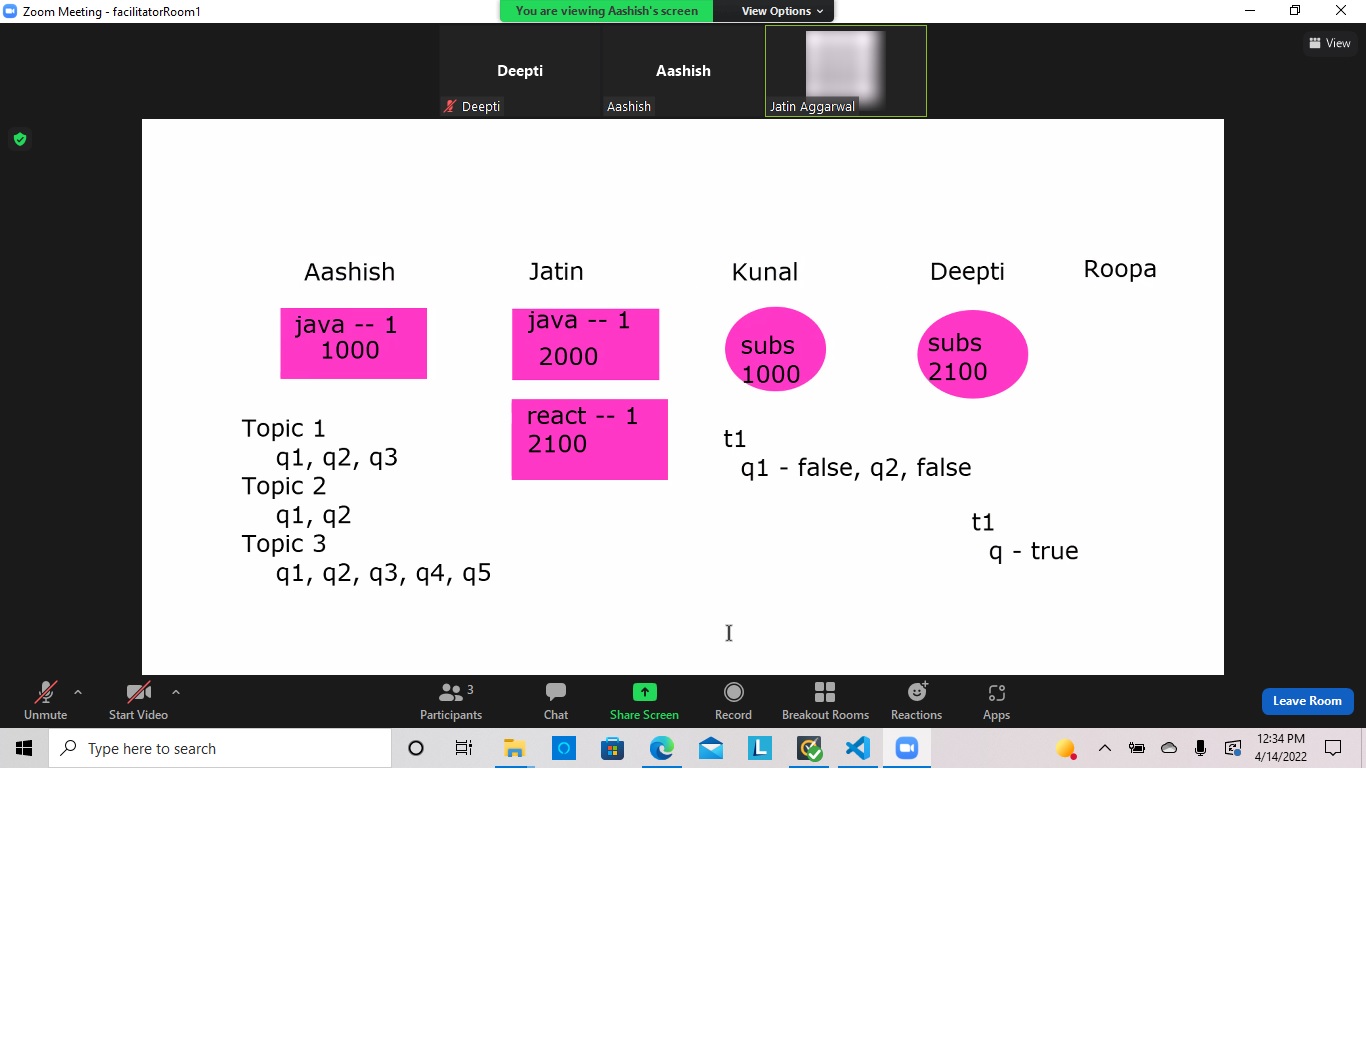 Zoom Meeting - facilitatorRoom1
You are viewing Aashish's screen
View Options
View
Deepti
Aashish
Deepti
Aashish
Jatin Aggarwal
Aashish
Jatin
Kunal
Deepti
Roopa
java -- 1
1000
java -- 1
2000
subs
1000
subs
2100
react -- 1
2100
Topic 1
q1, q2, q3
Topic 2
q1, q2
Topic 3
q1, q2, q3, q4, q5
t1
q1 - false, q2, false
t1
q - true
Unmute
Start Video
3
Participants
Chat
Share Screen
Record
Breakout Rooms
Reactions
Apps
Leave Room
Type here to search
L
12:34 PM
4/14/2022